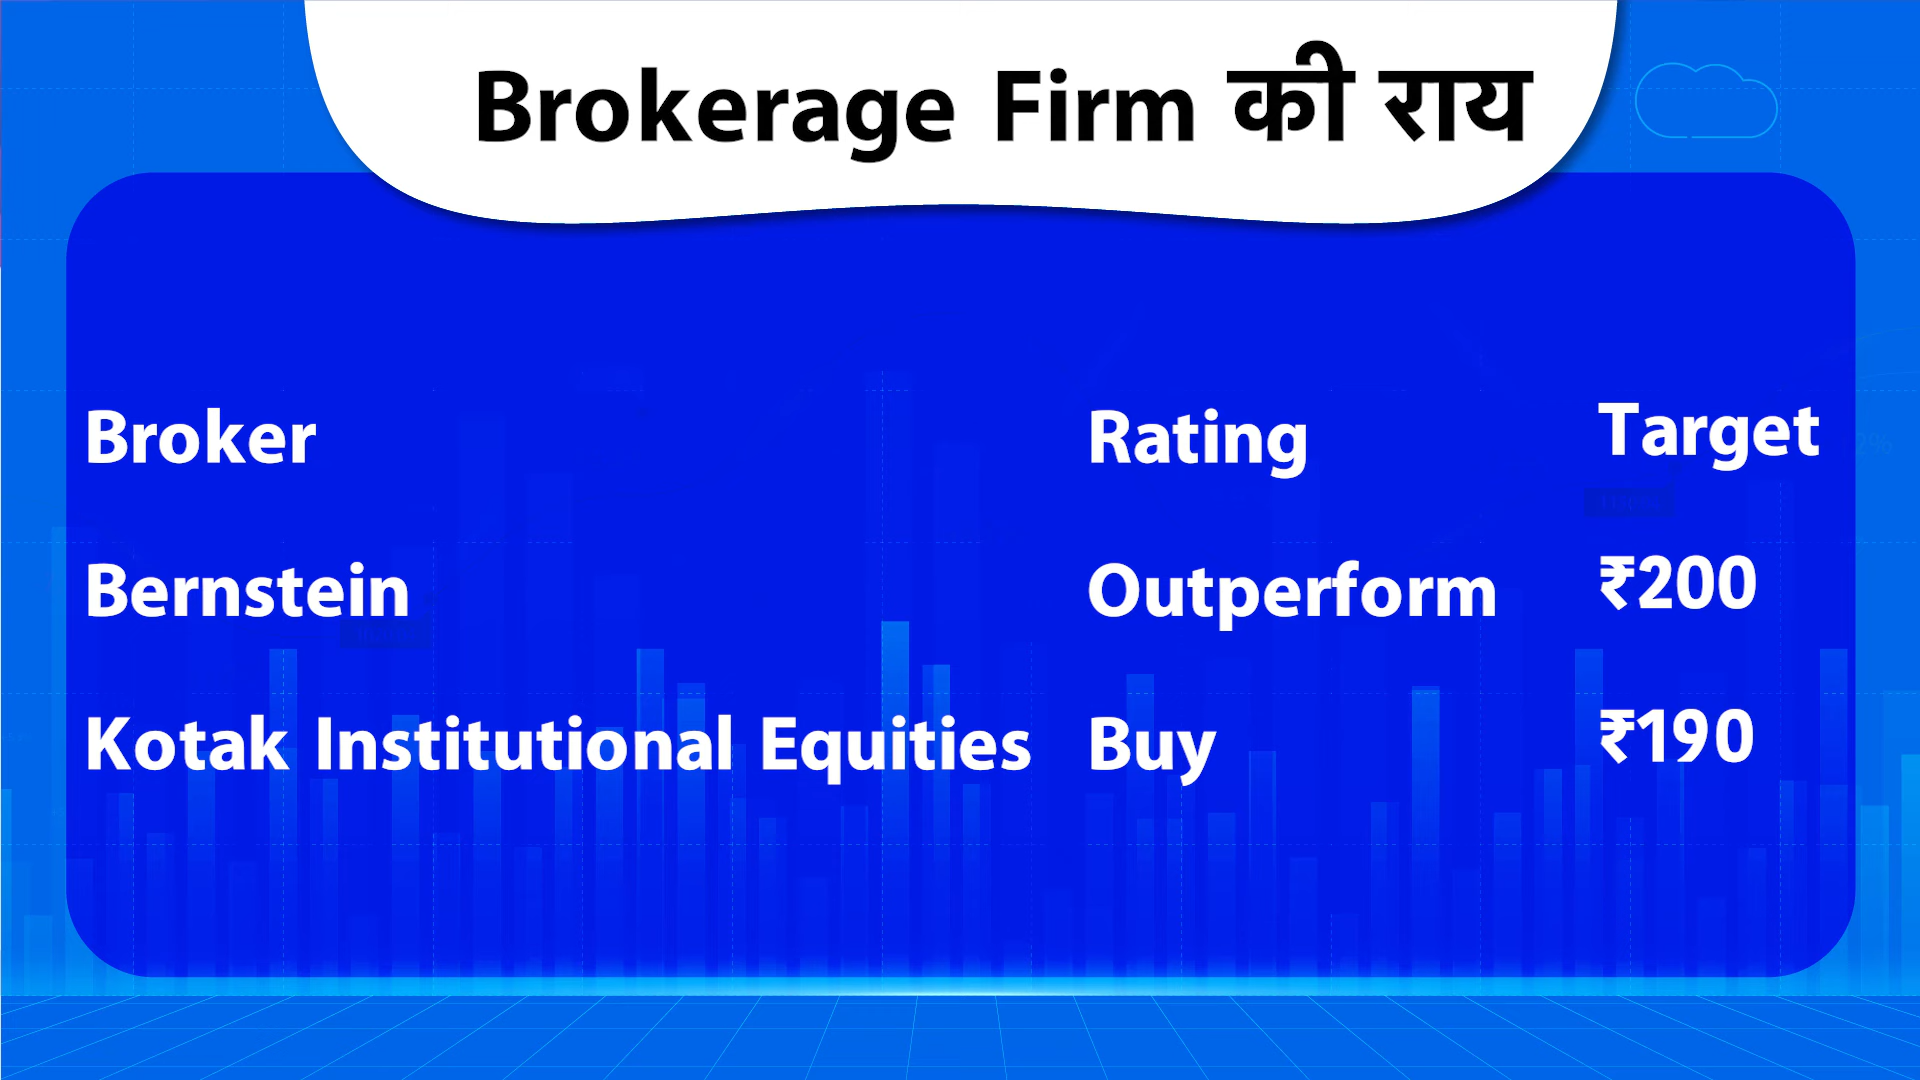 Brokerage Firm की राय
Broker Rating Target
Bernstein Outperform ₹200
Kotak Institutional Equities Buy ₹190